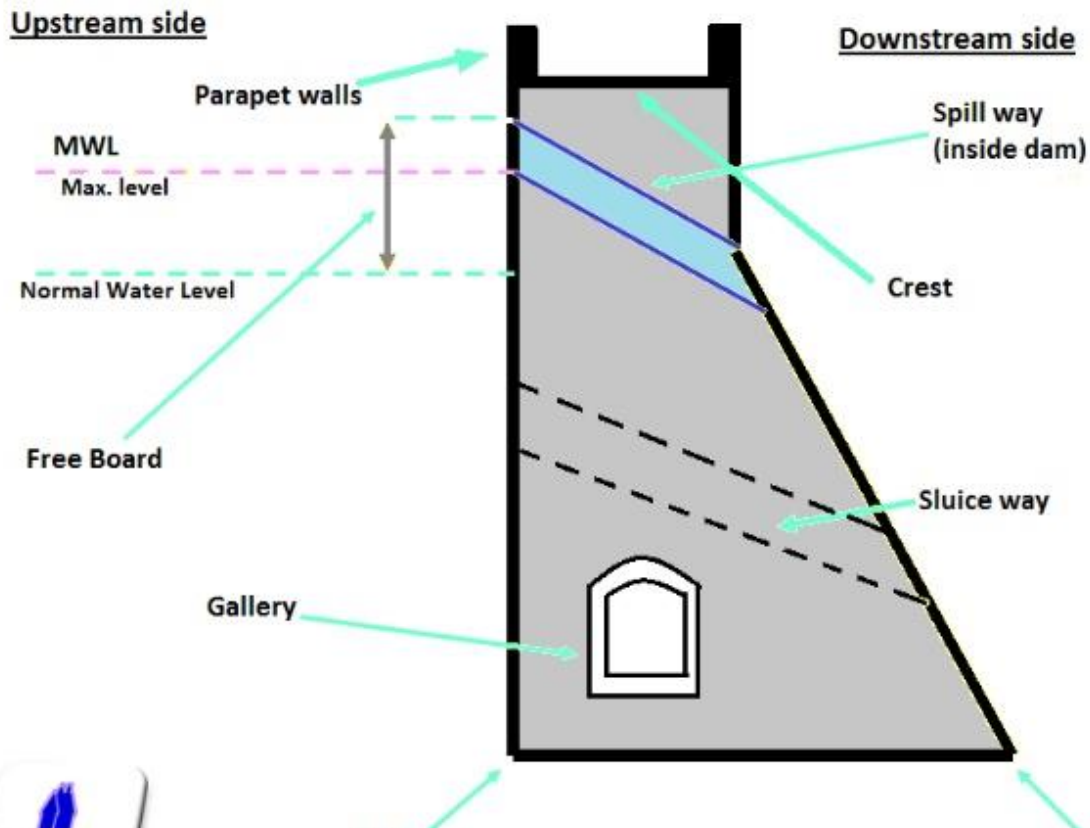 Upstream side
Downstream side
Parapet walls
Spill way
(inside dam)
MWL
Max. level
Crest
Normal Water Level
Free Board
Sluice way
Gallery